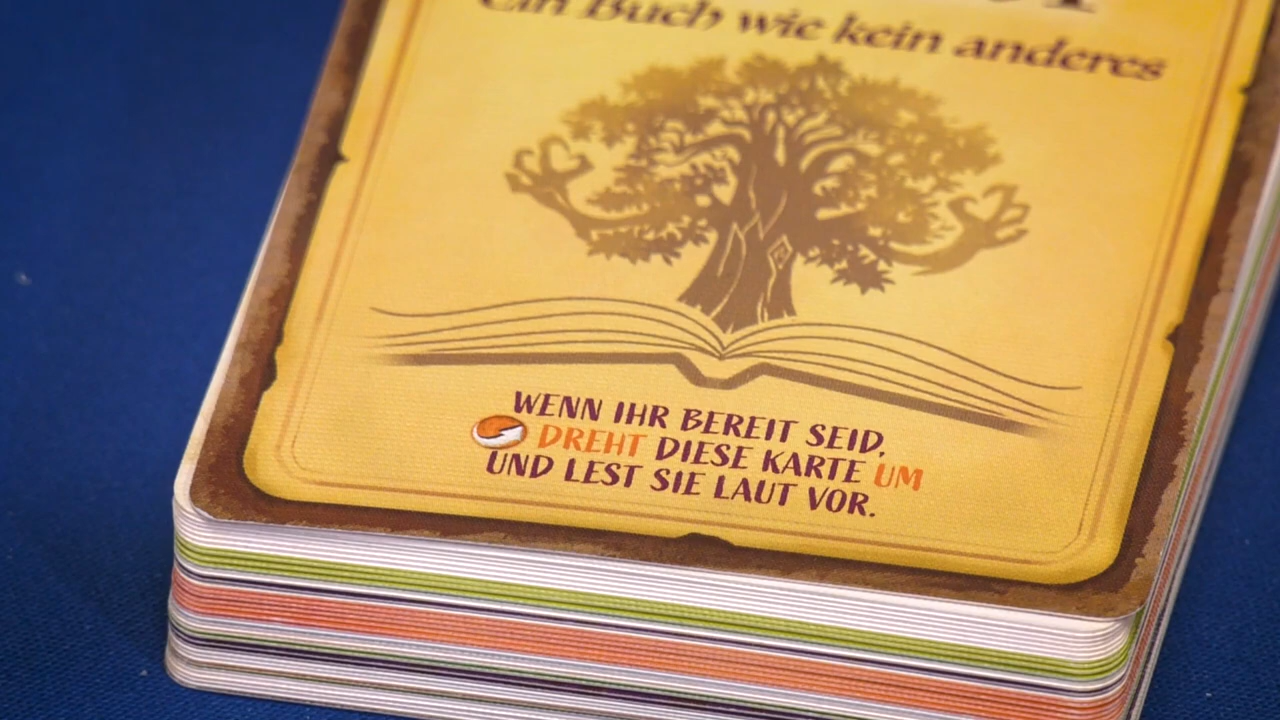 Ein Buch wie kein anderes
WENN IHR BEREIT SEID,
DREHT DIESE KARTE UM
UND LEST SIE LAUT VOR.